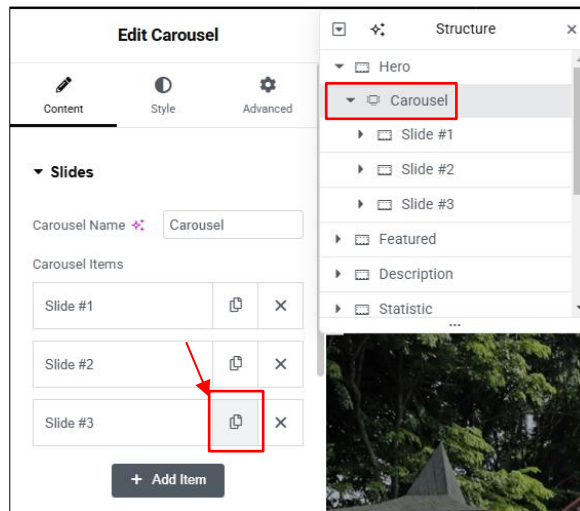 Edit Carousel
Content
Style
Advanced
Slides
Carousel Name
Carousel
Carousel Items
Slide #1
Slide #2
Slide #3
+ Add Item
Structure
Hero
Carousel
Slide #1
Slide #2
Slide #3
Featured
Description
Statistic